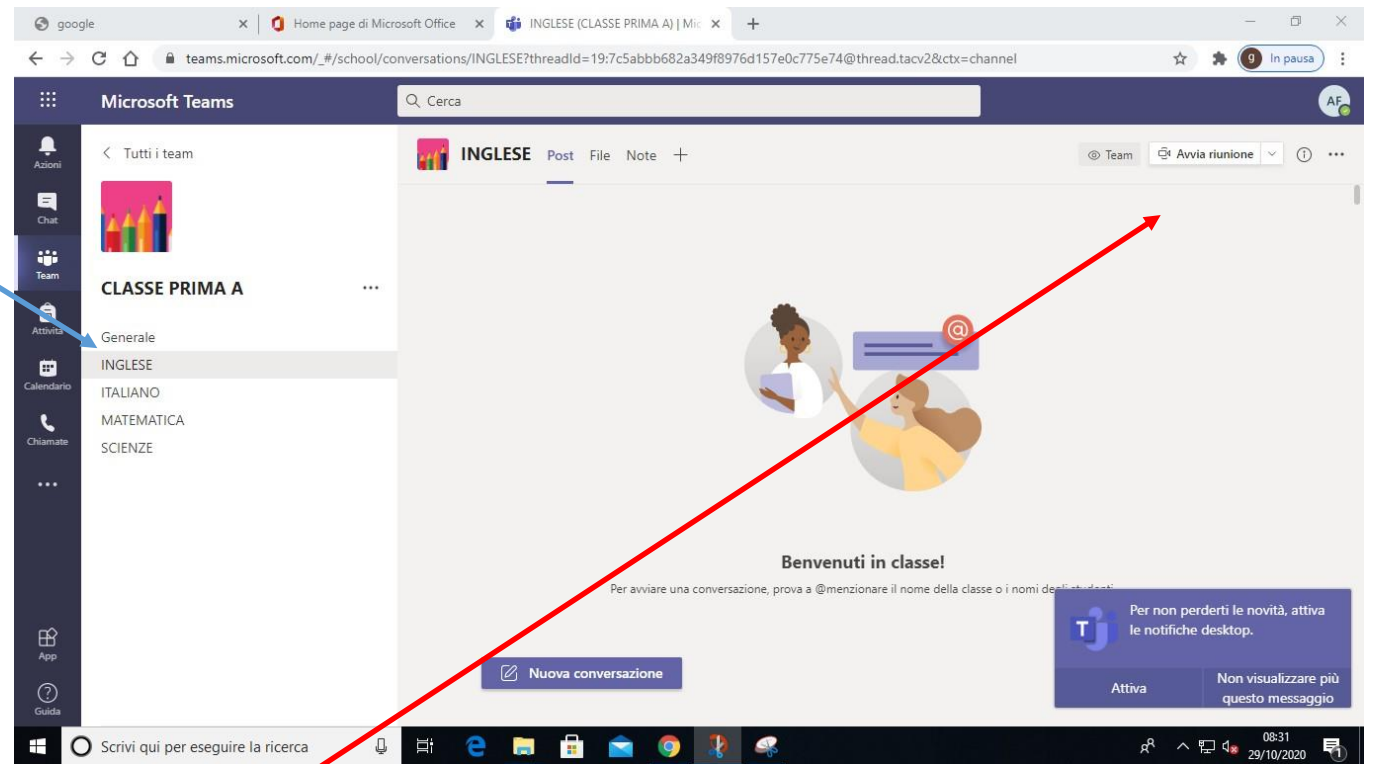 google
Home page di Microsoft Office
INGLESE (CLASSE PRIMA A) | Mic
teams.microsoft.com/_#/school/conversations/INGLESE?threadId=19:7c5abbb682a349f8976d157e0c775e74@thread.tacv2&ctx=channel
g In pausa
Microsoft Teams
Cerca
AF
Azioni
Chat
Team
Attività
Calendario
Chiamate
App
Guida
Tutti i team
CLASSE PRIMA A
Generale
INGLESE
ITALIANO
MATEMATICA
SCIENZE
INGLESE Post File Note
Team
Avvia riunione
@
Benvenuti in classe!
Per avviare una conversazione, prova a @menzionare il nome della classe o i nomi degli studenti
Nuova conversazione
T
Per non perderti le novità, attiva
le notifiche desktop.
Attiva
Non visualizzare più
questo messaggio
Scrivi qui per eseguire la ricerca
08:31
29/10/2020
1